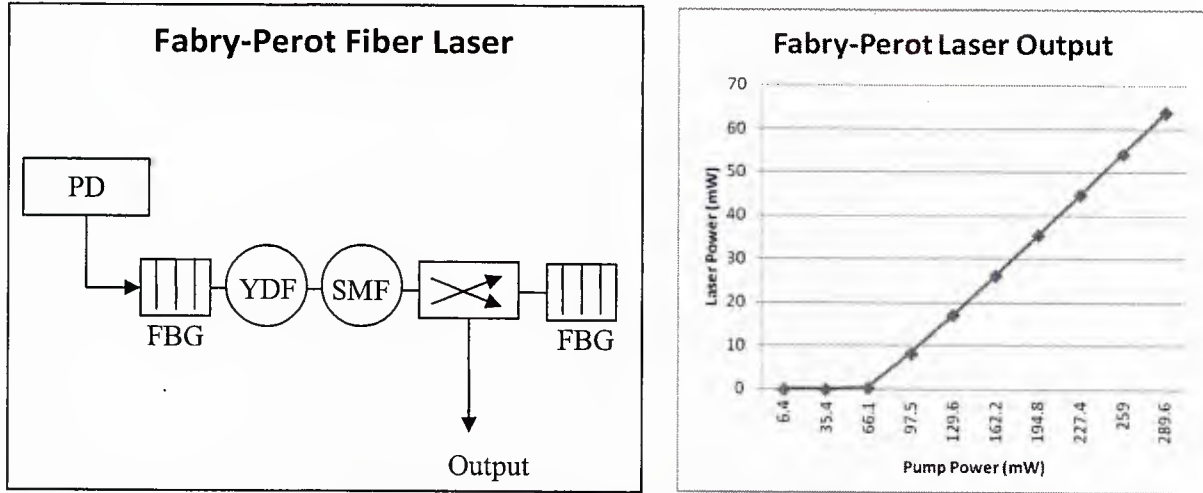 Fabry-Perot Fiber Laser
PD
YDF
SMF
FBG
FBG
Output
Fabry-Perot Laser Output
Laser Power (mW)
70
60
50
40
30
20
10
0
6.4
35.4
66.1
97.5
129.6
162.2
194.8
227.4
259
289.6
Pump Power (mW)